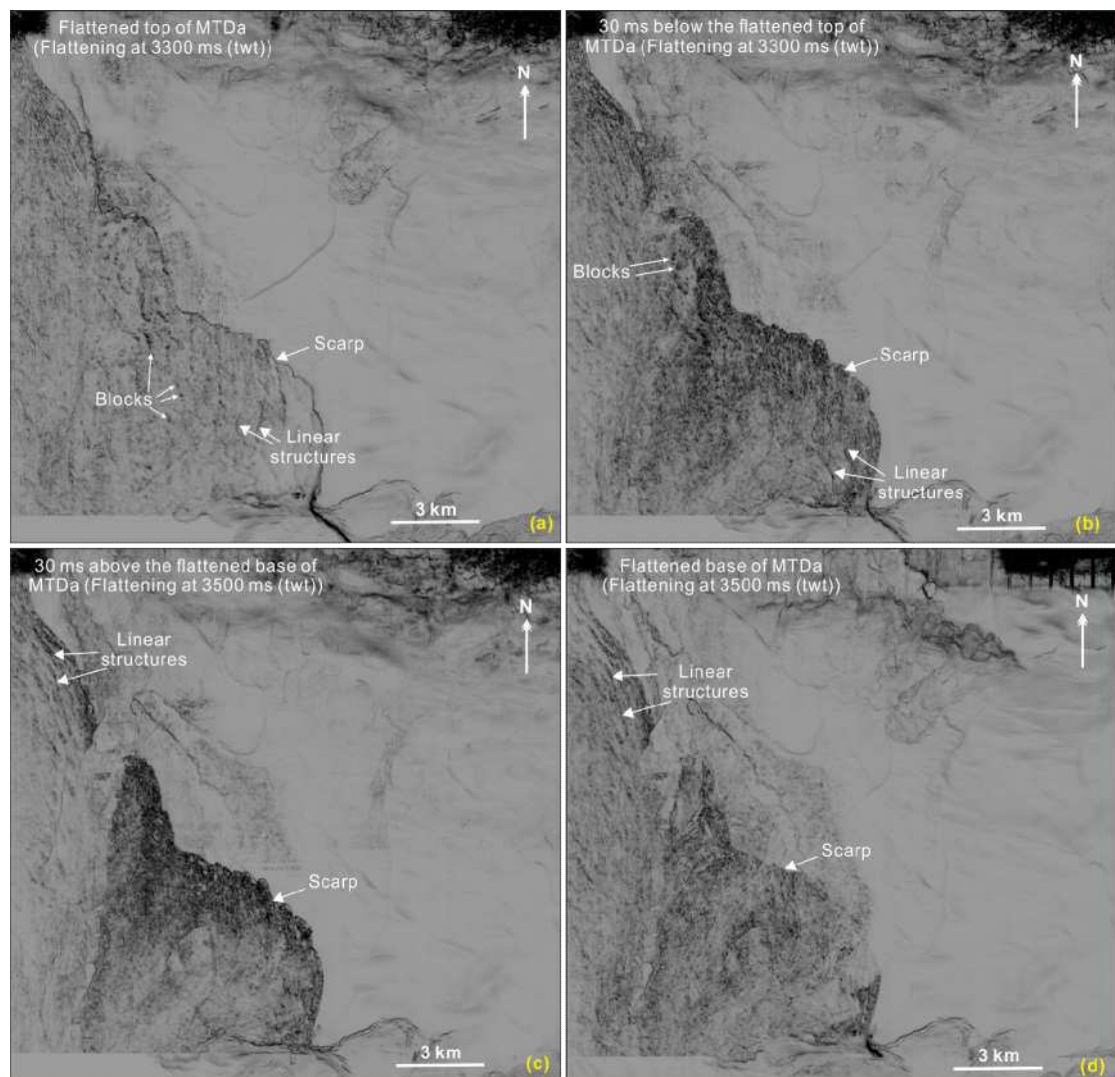 Flattened top of MTDa
(Flattening at 3300 ms (twt))
N
Scarp
Blocks
Linear
structures
3 km
(a)
30 ms below the flattened top of
MTDa (Flattening at 3300 ms (twt))
N
Blocks
Scarp
Linear
structures
3 km
(b)
30 ms above the flattened base of
MTDa (Flattening at 3500 ms (twt))
N
Linear
structures
Scarp
3 km
(c)
Flattened base of MTDa
(Flattening at 3500 ms (twt))
N
Linear
structures
Scarp
3 km
(d)